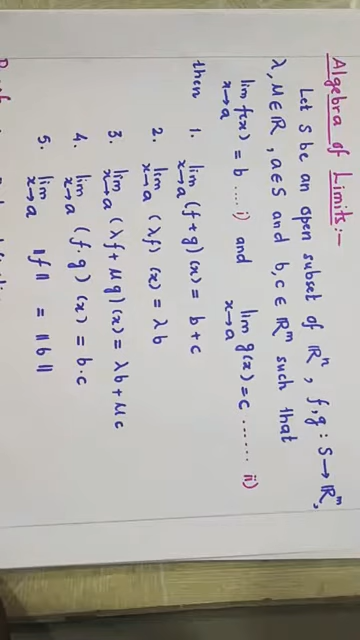 Algebra of Limits:-
Let S be an open subset of ℝⁿ, f,g : S→ℝᵐ,
λ, μ∈ℝ, a∈S and b,c ∈ ℝᵐ such that
lim f(x) = b ..... i) and lim g(x) = c ....... ii)
x→a x→a
then 1. lim (f+g)(x) = b+c
x→a
2. lim (λf)(x) = λb
x→a
3. lim (λf+μg)(x) = λb + μc
x→a
4. lim (f·g)(x) = b·c
x→a
5. lim ‖f‖ = ‖b‖
x→a